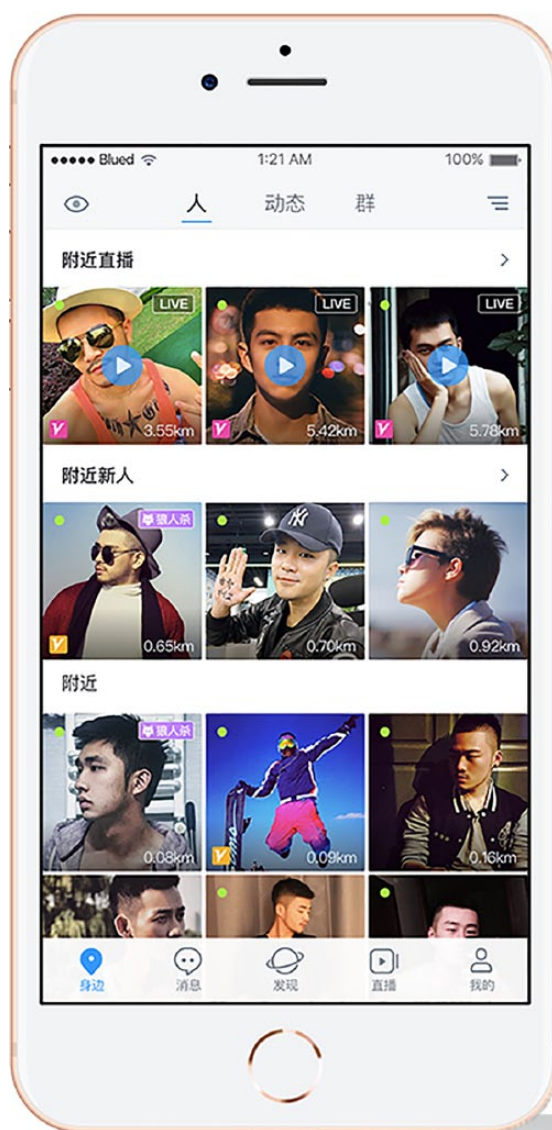 Blued 1:21 AM 100%
人 动态 群
附近直播
LIVE LIVE LIVE
3.55km 5.42km 5.78km
附近新人
狼人杀
0.65km 0.70km 0.92km
附近
狼人杀
0.08km 0.09km 0.16km
身边 消息 发现 直播 我的